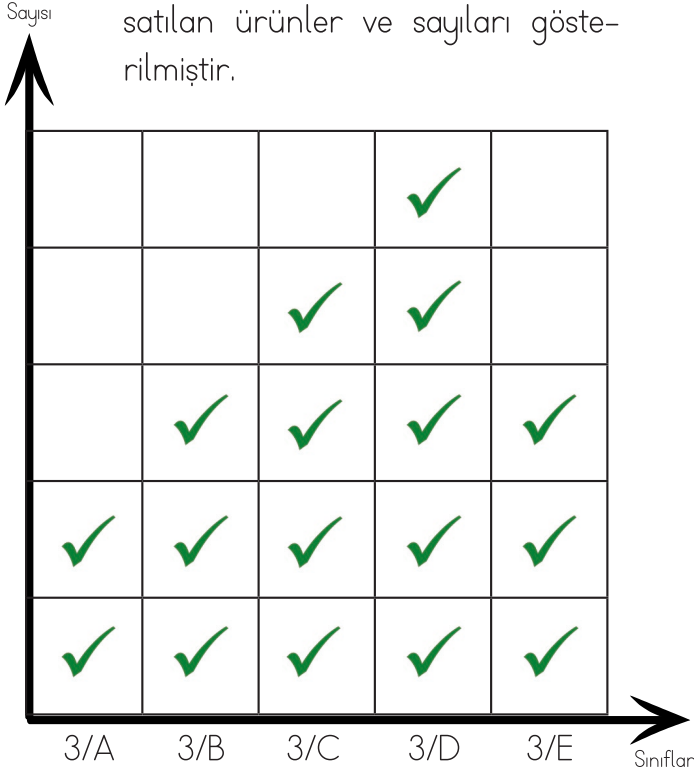 Sayısı
satılan ürünler ve sayıları göste-
rilmiştir.
3/A 3/B 3/C 3/D 3/E
Sınıflar